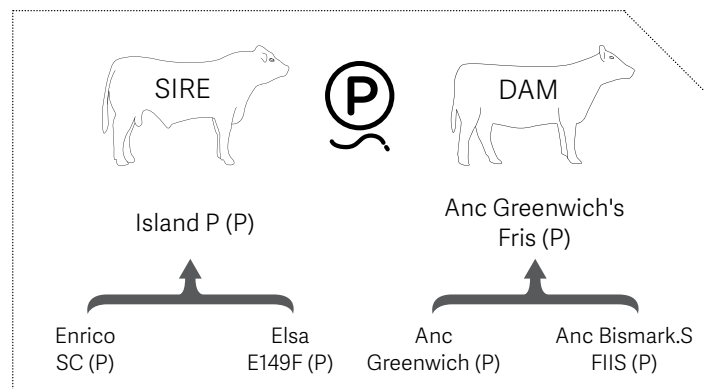 SIRE
P
DAM
Island P (P)
Anc Greenwich's
Fris (P)
Enrico
SC (P)
Elsa
E149F (P)
Anc
Greenwich (P)
Anc Bismark.S
FIIS (P)